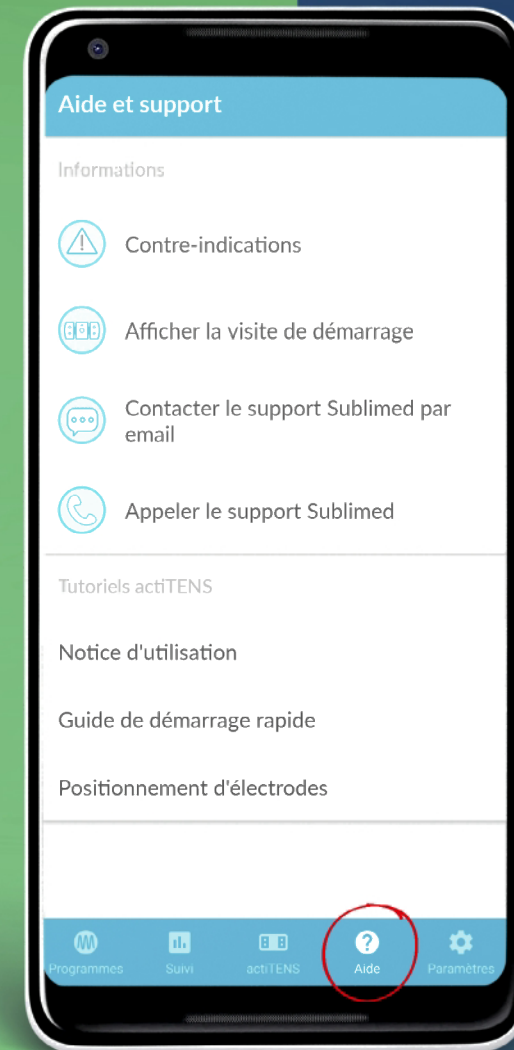 Aide et support
Informations
Contre-indications
Afficher la visite de démarrage
Contacter le support Sublimed par
email
Appeler le support Sublimed
Tutoriels actiTENS
Notice d'utilisation
Guide de démarrage rapide
Positionnement d'électrodes
Programmes
Suivi
actiTENS
Aide
Paramètres